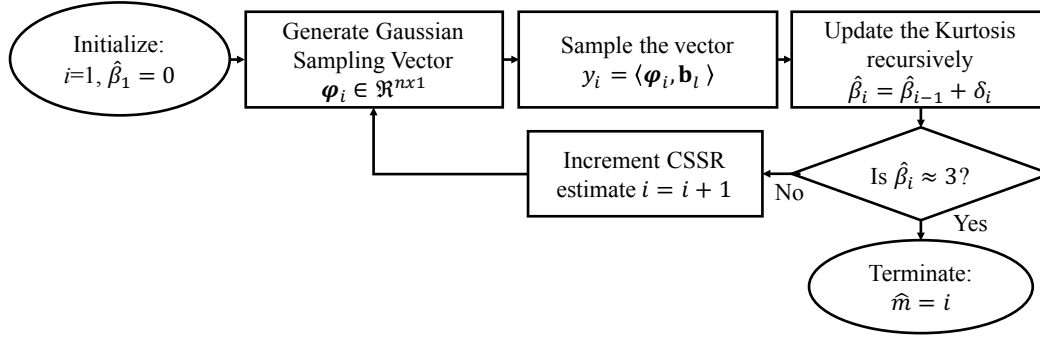 Initialize:
i=1, β̂₁ = 0
Generate Gaussian
Sampling Vector
𝝋ᵢ ∈ ℜⁿˣ¹
Sample the vector
yᵢ = ⟨𝝋ᵢ, 𝐛ₗ ⟩
Update the Kurtosis
recursively
β̂ᵢ = β̂ᵢ₋₁ + δᵢ
Is β̂ᵢ ≈ 3?
No
Increment CSSR
estimate i = i + 1
Yes
Terminate:
m̂ = i